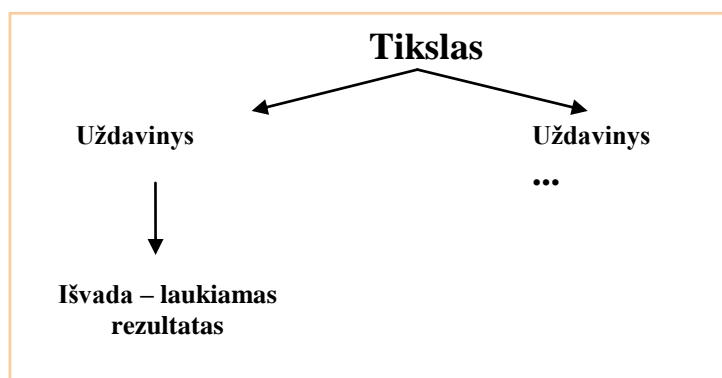 Tikslas
Uždavinys
Uždavinys
...
Išvada – laukiamas
rezultatas